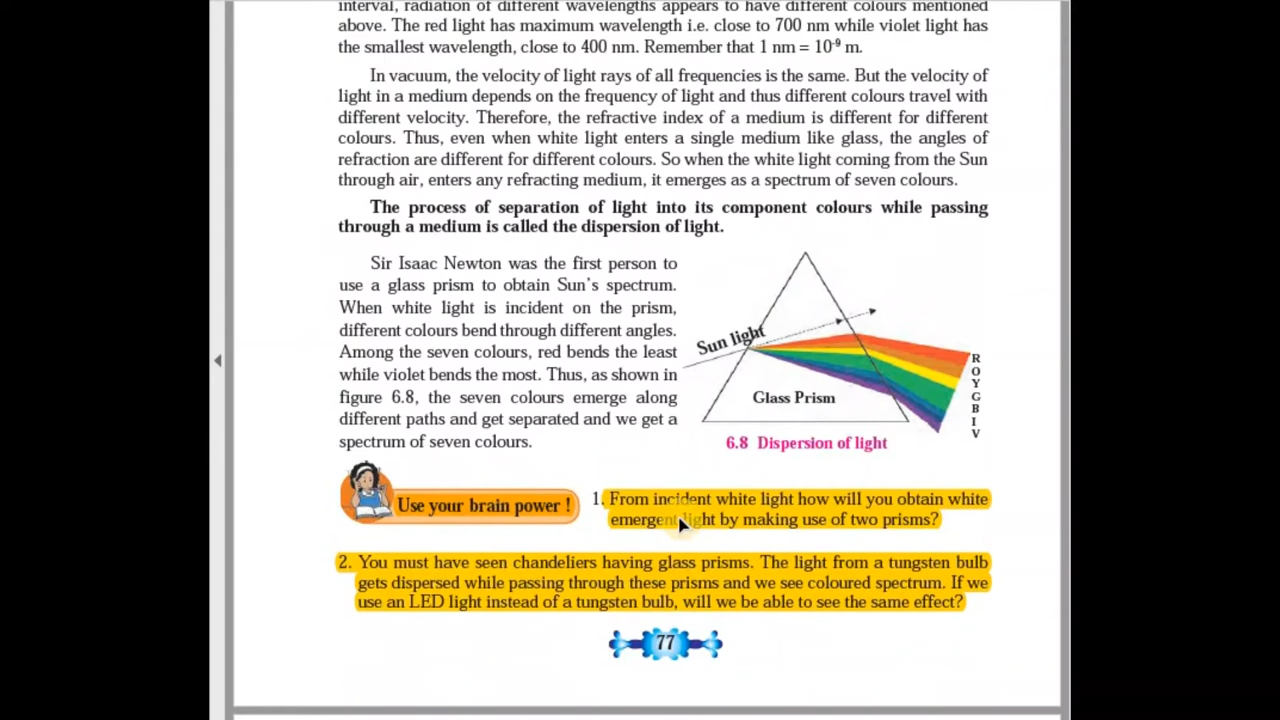 interval, radiation of different wavelengths appears to have different colours mentioned
above. The red light has maximum wavelength i.e. close to 700 nm while violet light has
the smallest wavelength, close to 400 nm. Remember that 1 nm = 10⁻⁹ m.
In vacuum, the velocity of light rays of all frequencies is the same. But the velocity of
light in a medium depends on the frequency of light and thus different colours travel with
different velocity. Therefore, the refractive index of a medium is different for different
colours. Thus, even when white light enters a single medium like glass, the angles of
refraction are different for different colours. So when the white light coming from the Sun
through air, enters any refracting medium, it emerges as a spectrum of seven colours.
The process of separation of light into its component colours while passing
through a medium is called the dispersion of light.
Sir Isaac Newton was the first person to
use a glass prism to obtain Sun's spectrum.
When white light is incident on the prism,
different colours bend through different angles.
Among the seven colours, red bends the least
while violet bends the most. Thus, as shown in
figure 6.8, the seven colours emerge along
different paths and get separated and we get a
spectrum of seven colours.
Sun light
Glass Prism
R
O
Y
G
B
I
V
6.8 Dispersion of light
Use your brain power !
1. From incident white light how will you obtain white
emergent light by making use of two prisms?
2. You must have seen chandeliers having glass prisms. The light from a tungsten bulb
gets dispersed while passing through these prisms and we see coloured spectrum. If we
use an LED light instead of a tungsten bulb, will we be able to see the same effect?
77